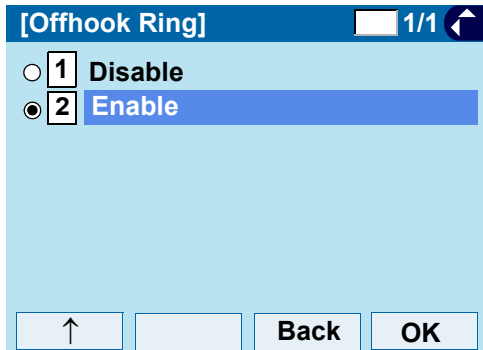 [Offhook Ring] 1/1
1 Disable
2 Enable
↑ Back OK